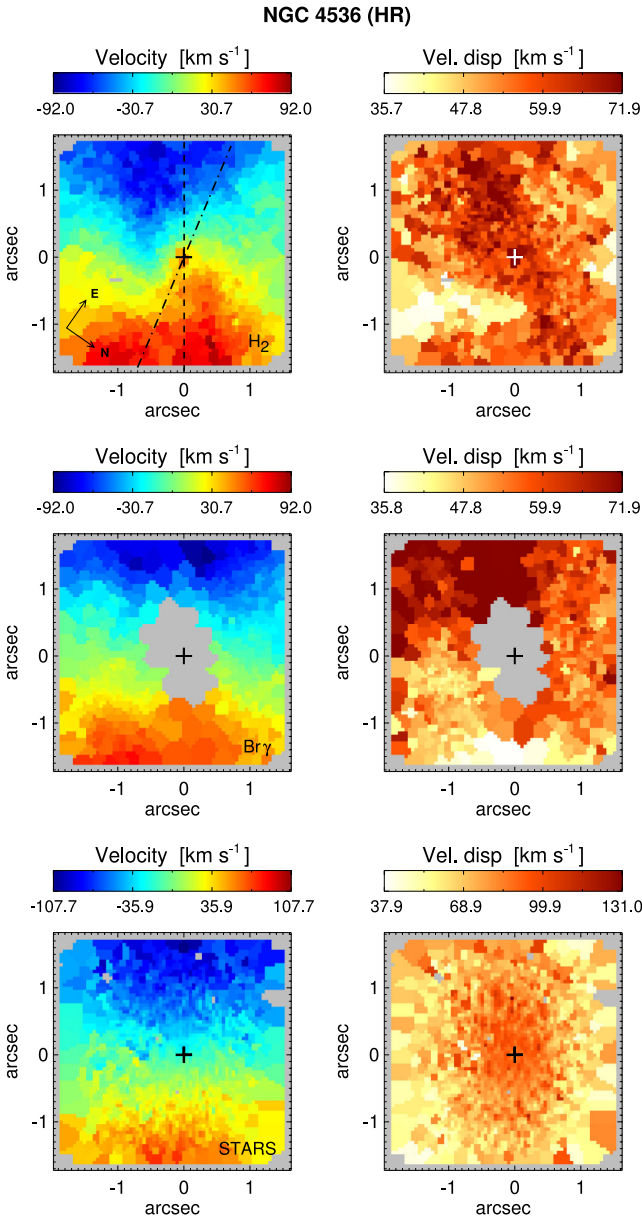 NGC 4536 (HR)
Velocity [km s⁻¹] Vel. disp [km s⁻¹]
-92.0 -30.7 30.7 92.0 35.7 47.8 59.9 71.9
arcsec 1 0 -1 E N H₂ arcsec 1 0 -1
-1 0 1 -1 0 1
arcsec arcsec
Velocity [km s⁻¹] Vel. disp [km s⁻¹]
-92.0 -30.7 30.7 92.0 35.8 47.8 59.9 71.9
arcsec 1 0 -1 Brγ arcsec 1 0 -1
-1 0 1 -1 0 1
arcsec arcsec
Velocity [km s⁻¹] Vel. disp [km s⁻¹]
-107.7 -35.9 35.9 107.7 37.9 68.9 99.9 131.0
arcsec 1 0 -1 STARS arcsec 1 0 -1
-1 0 1 -1 0 1
arcsec arcsec